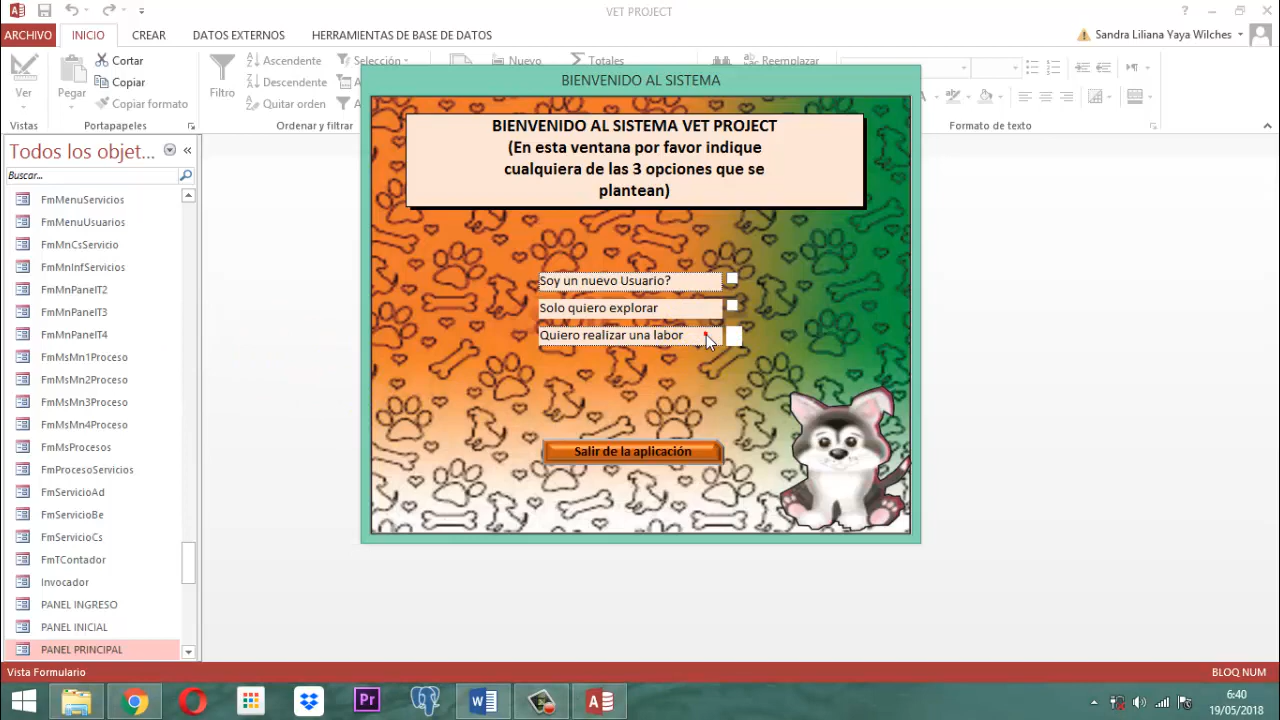 VET PROJECT
ARCHIVO INICIO CREAR DATOS EXTERNOS HERRAMIENTAS DE BASE DE DATOS Sandra Liliana Yaya Wilches
Ver
Vistas
Pegar
Cortar
Copiar
Copiar formato
Portapapeles
Filtro
Ascendente
Descendente
Quitar orden
Selección
Ordenar y filtrar
Nuevo
Totales
Reemplazar
Formato de texto
Todos los objet...
Buscar...
FmMenuServicios
FmMenuUsuarios
FmMnCsServicio
FmMnInfServicios
FmMnPanelT2
FmMnPanelT3
FmMnPanelT4
FmMsMn1Proceso
FmMsMn2Proceso
FmMsMn3Proceso
FmMsMn4Proceso
FmMsProcesos
FmProcesoServicios
FmServicioAd
FmServicioBe
FmServicioCs
FmTContador
Invocador
PANEL INGRESO
PANEL INICIAL
PANEL PRINCIPAL
BIENVENIDO AL SISTEMA
BIENVENIDO AL SISTEMA VET PROJECT
(En esta ventana por favor indique
cualquiera de las 3 opciones que se
plantean)
Soy un nuevo Usuario?
Solo quiero explorar
Quiero realizar una labor
Salir de la aplicación
Vista Formulario BLOQ NUM
Pr
6:40
19/05/2018